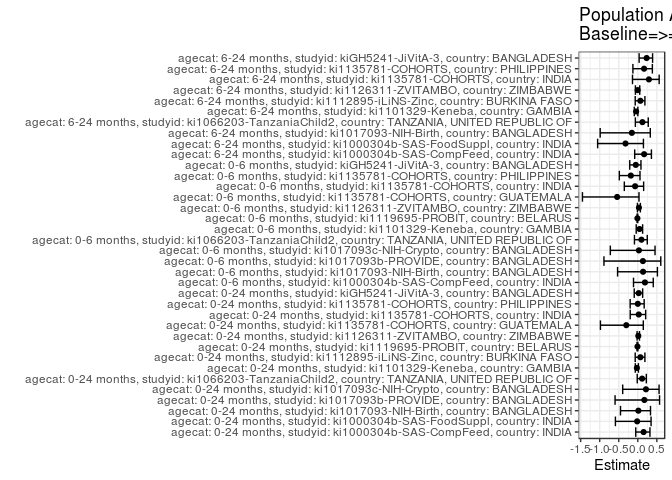 Population A
Baseline=>=
agecat: 6-24 months, studyid: kiGH5241-JiVitA-3, country: BANGLADESH
agecat: 6-24 months, studyid: ki1135781-COHORTS, country: PHILIPPINES
agecat: 6-24 months, studyid: ki1135781-COHORTS, country: INDIA
agecat: 6-24 months, studyid: ki1126311-ZVITAMBO, country: ZIMBABWE
agecat: 6-24 months, studyid: ki1112895-iLiNS-Zinc, country: BURKINA FASO
agecat: 6-24 months, studyid: ki1101329-Keneba, country: GAMBIA
agecat: 6-24 months, studyid: ki1066203-TanzaniaChild2, country: TANZANIA, UNITED REPUBLIC OF
agecat: 6-24 months, studyid: ki1017093-NIH-Birth, country: BANGLADESH
agecat: 6-24 months, studyid: ki1000304b-SAS-FoodSuppl, country: INDIA
agecat: 6-24 months, studyid: ki1000304b-SAS-CompFeed, country: INDIA
agecat: 0-6 months, studyid: kiGH5241-JiVitA-3, country: BANGLADESH
agecat: 0-6 months, studyid: ki1135781-COHORTS, country: PHILIPPINES
agecat: 0-6 months, studyid: ki1135781-COHORTS, country: INDIA
agecat: 0-6 months, studyid: ki1135781-COHORTS, country: GUATEMALA
agecat: 0-6 months, studyid: ki1126311-ZVITAMBO, country: ZIMBABWE
agecat: 0-6 months, studyid: ki1119695-PROBIT, country: BELARUS
agecat: 0-6 months, studyid: ki1101329-Keneba, country: GAMBIA
agecat: 0-6 months, studyid: ki1066203-TanzaniaChild2, country: TANZANIA, UNITED REPUBLIC OF
agecat: 0-6 months, studyid: ki1017093c-NIH-Crypto, country: BANGLADESH
agecat: 0-6 months, studyid: ki1017093b-PROVIDE, country: BANGLADESH
agecat: 0-6 months, studyid: ki1017093-NIH-Birth, country: BANGLADESH
agecat: 0-6 months, studyid: ki1000304b-SAS-CompFeed, country: INDIA
agecat: 0-24 months, studyid: kiGH5241-JiVitA-3, country: BANGLADESH
agecat: 0-24 months, studyid: ki1135781-COHORTS, country: PHILIPPINES
agecat: 0-24 months, studyid: ki1135781-COHORTS, country: INDIA
agecat: 0-24 months, studyid: ki1135781-COHORTS, country: GUATEMALA
agecat: 0-24 months, studyid: ki1126311-ZVITAMBO, country: ZIMBABWE
agecat: 0-24 months, studyid: ki1119695-PROBIT, country: BELARUS
agecat: 0-24 months, studyid: ki1112895-iLiNS-Zinc, country: BURKINA FASO
agecat: 0-24 months, studyid: ki1101329-Keneba, country: GAMBIA
agecat: 0-24 months, studyid: ki1066203-TanzaniaChild2, country: TANZANIA, UNITED REPUBLIC OF
agecat: 0-24 months, studyid: ki1017093c-NIH-Crypto, country: BANGLADESH
agecat: 0-24 months, studyid: ki1017093b-PROVIDE, country: BANGLADESH
agecat: 0-24 months, studyid: ki1017093-NIH-Birth, country: BANGLADESH
agecat: 0-24 months, studyid: ki1000304b-SAS-FoodSuppl, country: INDIA
agecat: 0-24 months, studyid: ki1000304b-SAS-CompFeed, country: INDIA
-1.5 -1.0 -0.5 0.0 0.5
Estimate